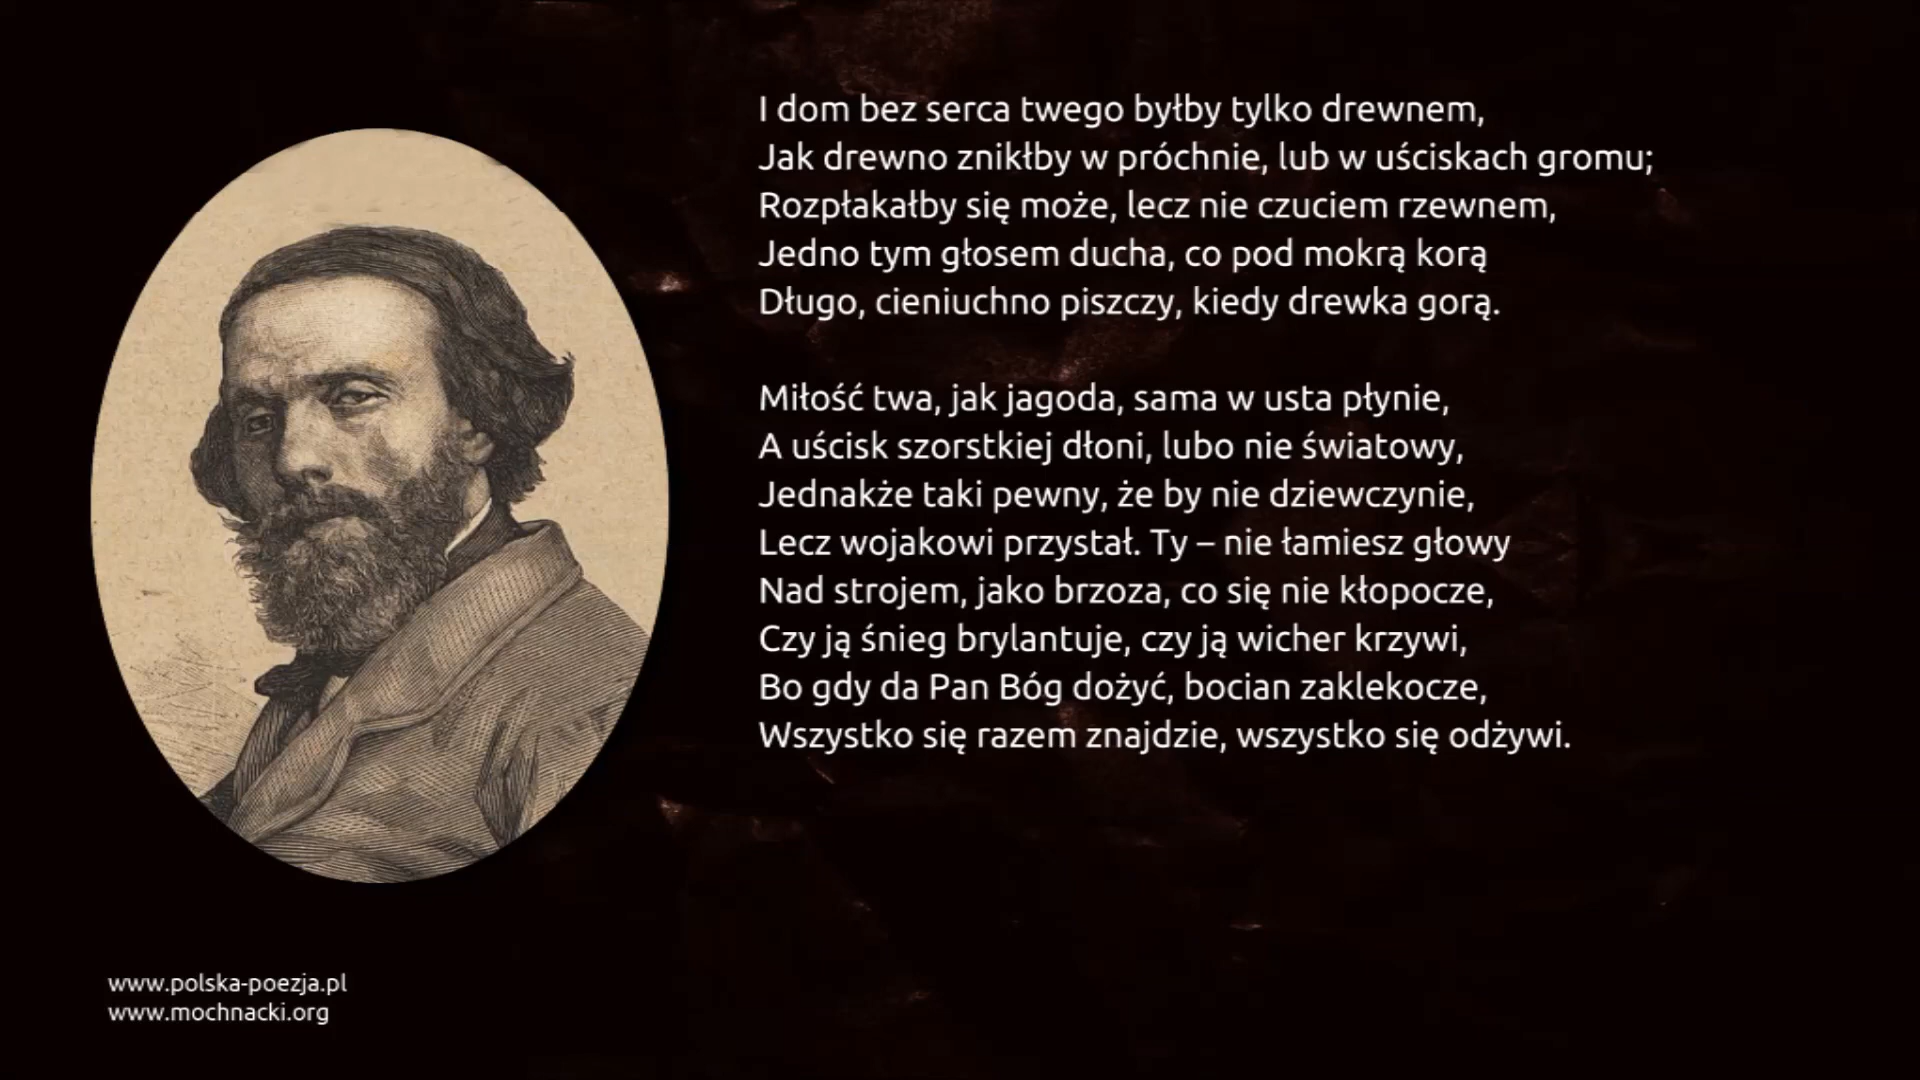 I dom bez serca twego byłby tylko drewnem,
Jak drewno znikłby w próchnie, lub w uściskach gromu;
Rozpłakałby się może, lecz nie czuciem rzewnem,
Jedno tym głosem ducha, co pod mokrą korą
Długo, cieniuchno piszczy, kiedy drewka gorą.
Miłość twa, jak jagoda, sama w usta płynie,
A uścisk szorstkiej dłoni, lubo nie światowy,
Jednakże taki pewny, że by nie dziewczynie,
Lecz wojakowi przystał. Ty – nie łamiesz głowy
Nad strojem, jako brzoza, co się nie kłopocze,
Czy ją śnieg brylantuje, czy ją wicher krzywi,
Bo gdy da Pan Bóg dożyć, bocian zaklekocze,
Wszystko się razem znajdzie, wszystko się odżywi.
www.polska-poezja.pl
www.mochnacki.org